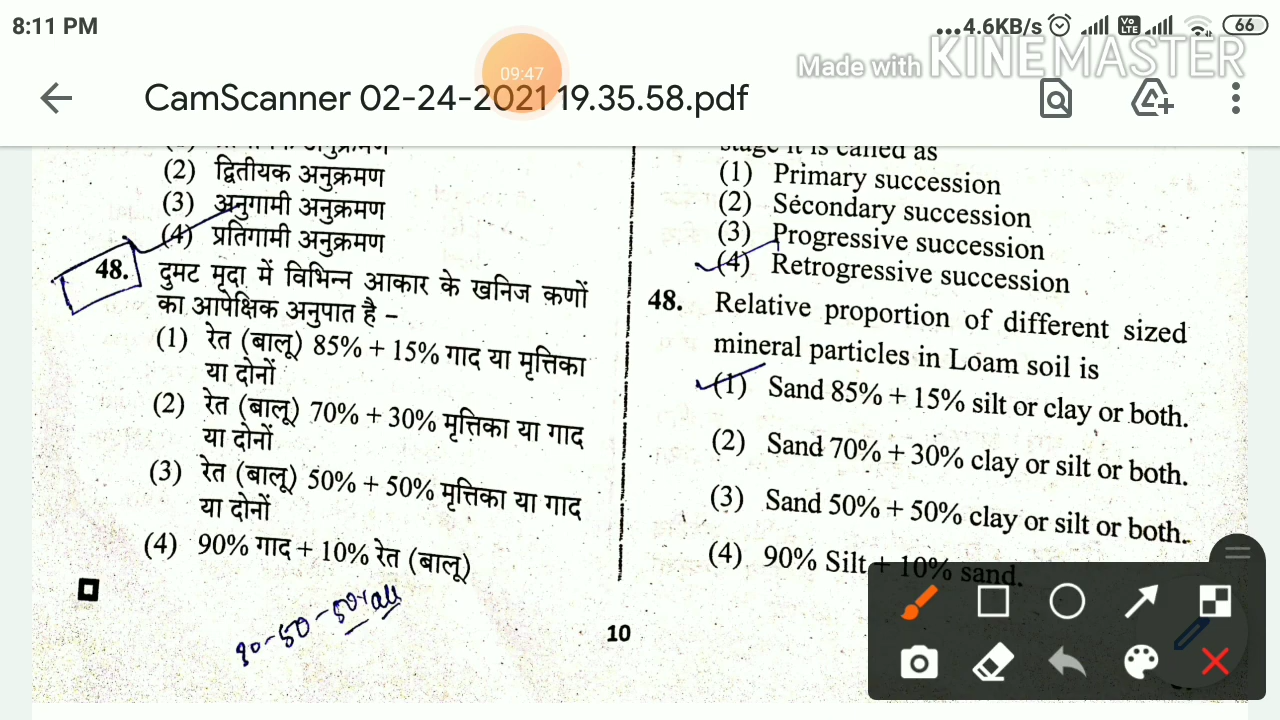 8:11 PM
...4.6KB/s
Vo LTE
66
Made with KINEMASTER
09:47
CamScanner 02-24-2021 19.35.58.pdf
अनुक्रमण
(2) द्वितीयक अनुक्रमण
(3) अनुगामी अनुक्रमण
(4) प्रतिगामी अनुक्रमण
48. दुमट मृदा में विभिन्न आकार के खनिज कणों
का आपेक्षिक अनुपात है –
(1) रेत (बालू) 85% + 15% गाद या मृत्तिका
या दोनों
(2) रेत (बालू) 70% + 30% मृत्तिका या गाद
या दोनों
(3) रेत (बालू) 50% + 50% मृत्तिका या गाद
या दोनों
(4) 90% गाद + 10% रेत (बालू)
stage it is called as
(1) Primary succession
(2) Secondary succession
(3) Progressive succession
(4) Retrogressive succession
48. Relative proportion of different sized
mineral particles in Loam soil is
(1) Sand 85% + 15% silt or clay or both.
(2) Sand 70% + 30% clay or silt or both.
(3) Sand 50% + 50% clay or silt or both.
(4) 90% Silt + 10% sand.
10